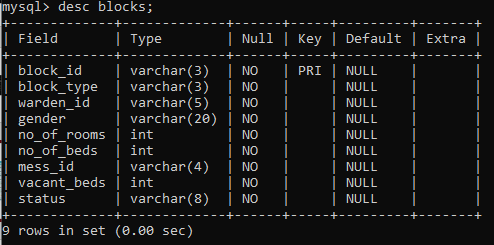 mysql> desc blocks;
+--------------+-------------+------+-----+---------+-------+
| Field        | Type        | Null | Key | Default | Extra |
+--------------+-------------+------+-----+---------+-------+
| block_id     | varchar(3)  | NO   | PRI | NULL    |       |
| block_type   | varchar(3)  | NO   |     | NULL    |       |
| warden_id    | varchar(5)  | NO   |     | NULL    |       |
| gender       | varchar(20) | NO   |     | NULL    |       |
| no_of_rooms  | int         | NO   |     | NULL    |       |
| no_of_beds   | int         | NO   |     | NULL    |       |
| mess_id      | varchar(4)  | NO   |     | NULL    |       |
| vacant_beds  | int         | NO   |     | NULL    |       |
| status       | varchar(8)  | NO   |     | NULL    |       |
+--------------+-------------+------+-----+---------+-------+
9 rows in set (0.00 sec)